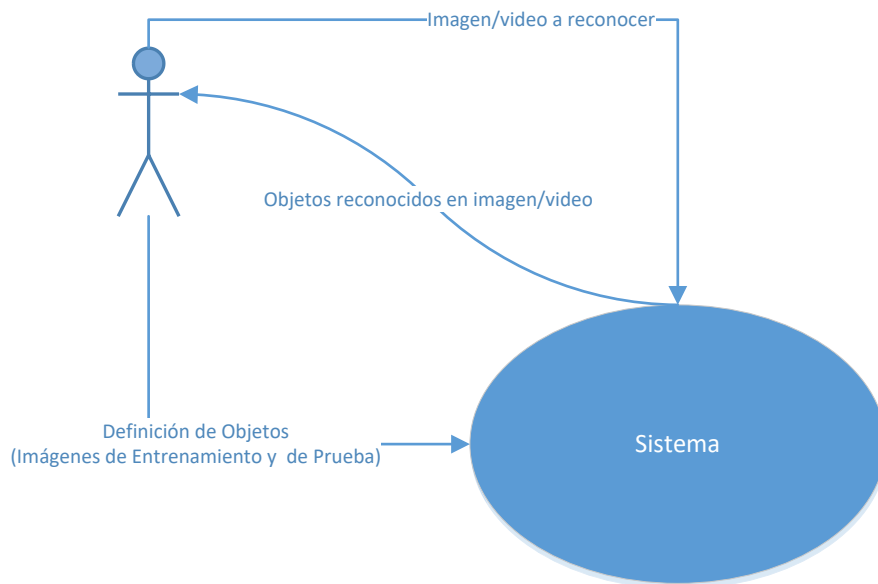 Imagen/video a reconocer
Objetos reconocidos en imagen/video
Definición de Objetos
(Imágenes de Entrenamiento y  de Prueba)
Sistema